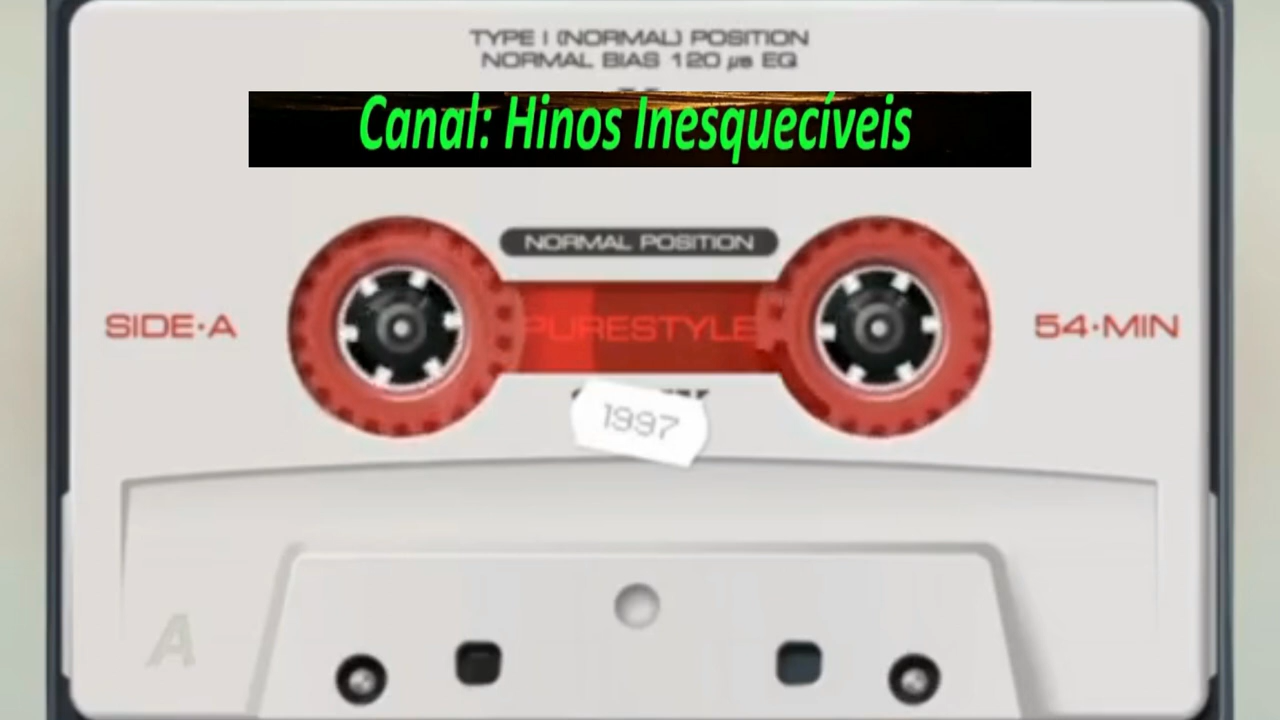 TYPE I (NORMAL) POSITION
NORMAL BIAS 120 µs EQ
Canal: Hinos Inesquecíveis
NORMAL POSITION
SIDE·A
PURESTYLE
54·MIN
1997
A